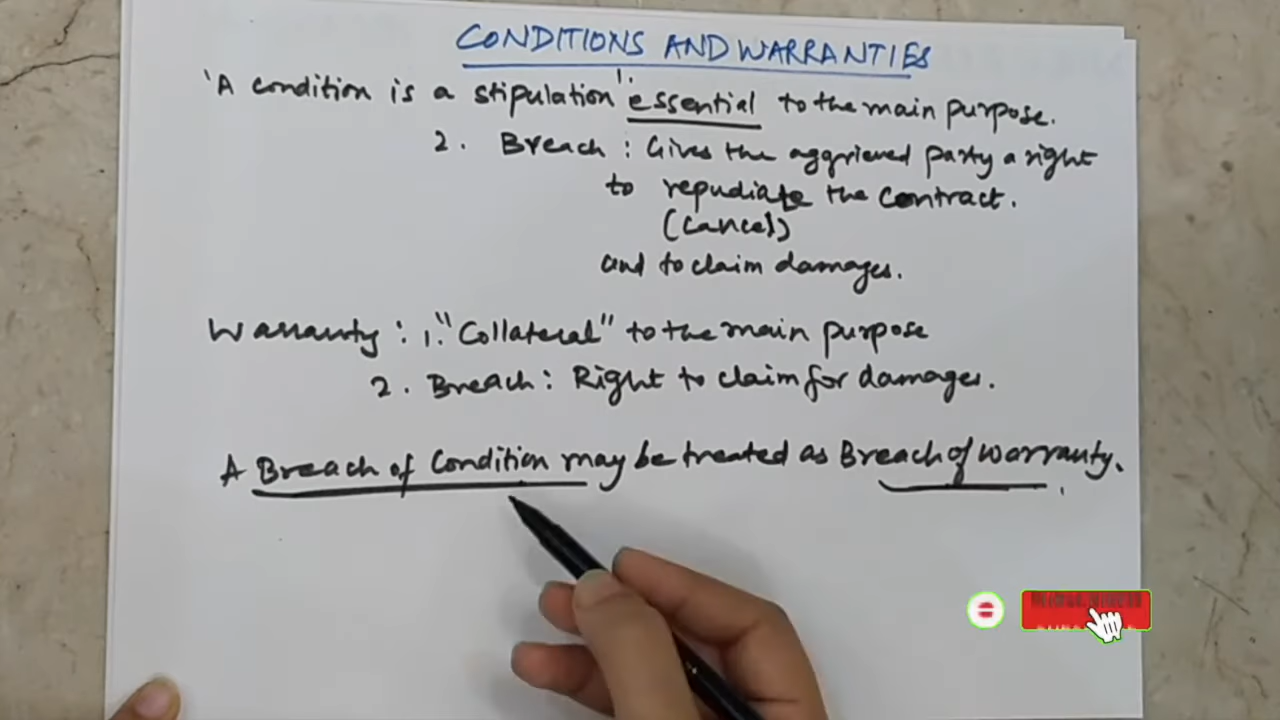 CONDITIONS AND WARRANTIES
'A condition is a stipulation 1. essential to the main purpose.
2. Breach : Gives the aggrieved party a right
to repudiate the contract.
(Cancel)
and to claim damages.
Warranty : 1. "Collateral" to the main purpose
2. Breach : Right to claim for damages.
A Breach of Condition may be treated as Breach of warranty.